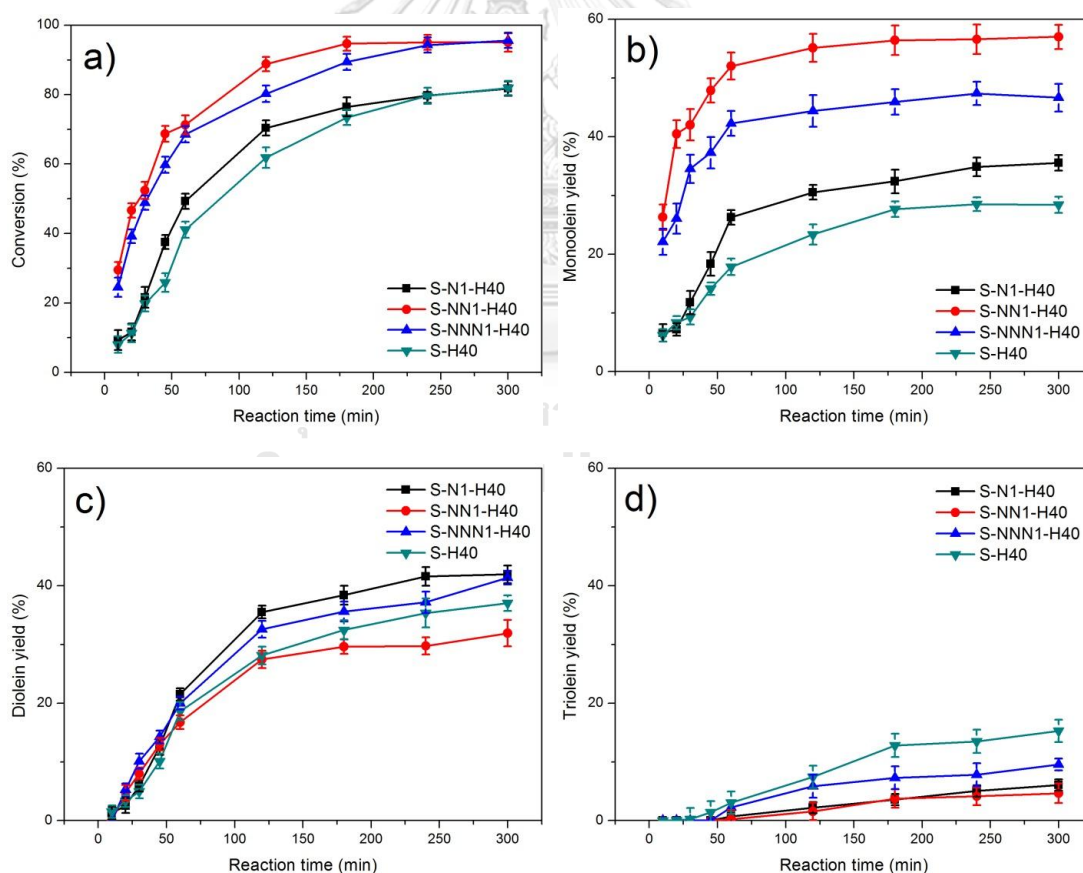 a)
Conversion (%)
100
80
60
40
20
0
S-N1-H40
S-NN1-H40
S-NNN1-H40
S-H40
0 50 100 150 200 250 300
Reaction time (min)
b)
Monoolein yield (%)
60
40
20
0
S-N1-H40
S-NN1-H40
S-NNN1-H40
S-H40
0 50 100 150 200 250 300
Reaction time (min)
c)
Diolein yield (%)
60
40
20
0
S-N1-H40
S-NN1-H40
S-NNN1-H40
S-H40
0 50 100 150 200 250 300
Reaction time (min)
d)
Triolein yield (%)
60
40
20
0
S-N1-H40
S-NN1-H40
S-NNN1-H40
S-H40
0 50 100 150 200 250 300
Reaction time (min)